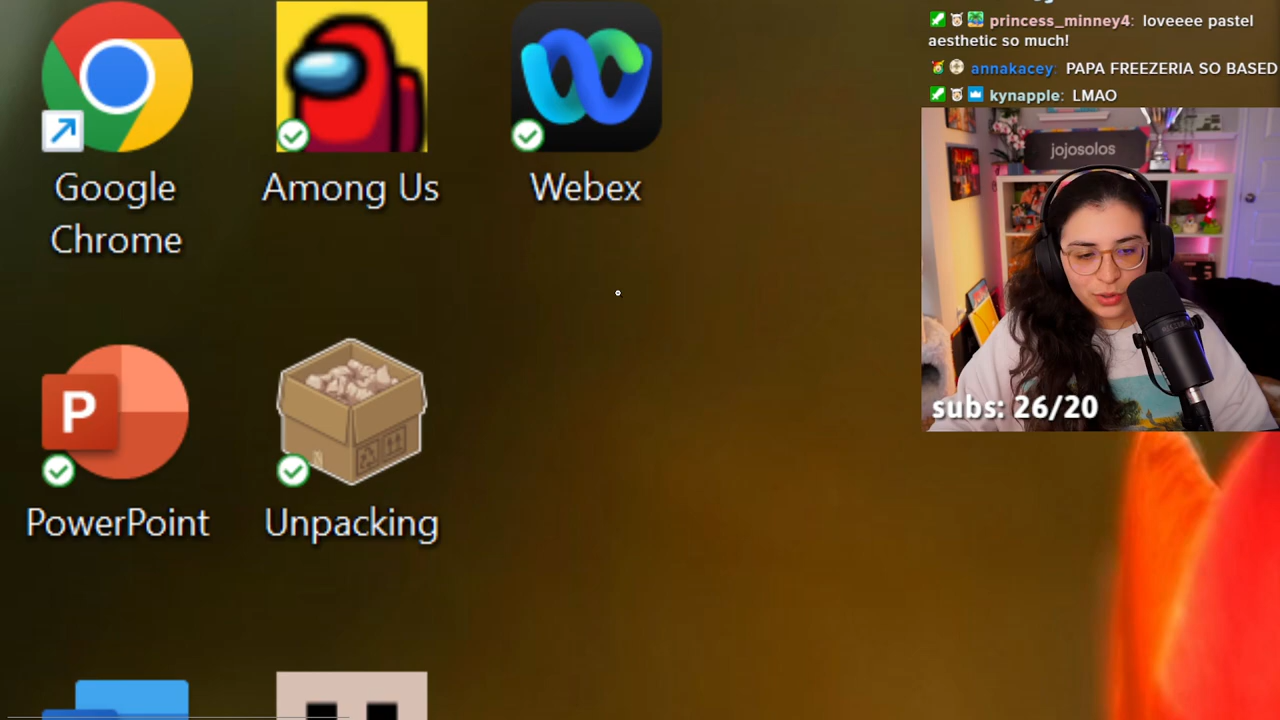 Google
Chrome
Among Us
Webex
P
PowerPoint
Unpacking
princess_minney4: loveeee pastel
aesthetic so much!
annakacey: PAPA FREEZERIA SO BASED
kynapple: LMAO
jojosolos
subs: 26/20